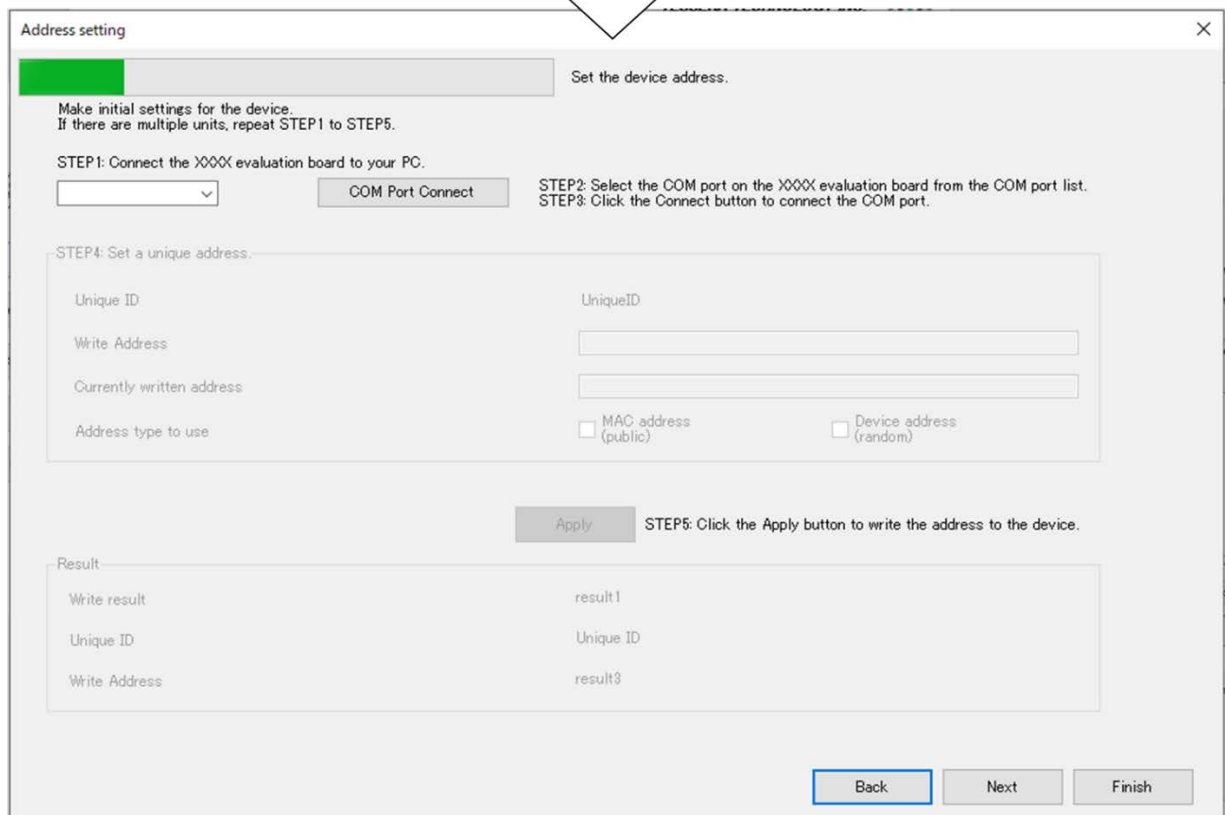 Address setting
Set the device address.
Make initial settings for the device.
If there are multiple units, repeat STEP1 to STEP5.
STEP1: Connect the XXXX evaluation board to your PC.
COM Port Connect
STEP2: Select the COM port on the XXXX evaluation board from the COM port list.
STEP3: Click the Connect button to connect the COM port.
STEP4: Set a unique address.
Unique ID UniqueID
Write Address
Currently written address
Address type to use
MAC address
(public)
Device address
(random)
Apply
STEP5: Click the Apply button to write the address to the device.
Result
Write result result1
Unique ID Unique ID
Write Address result3
Back Next Finish